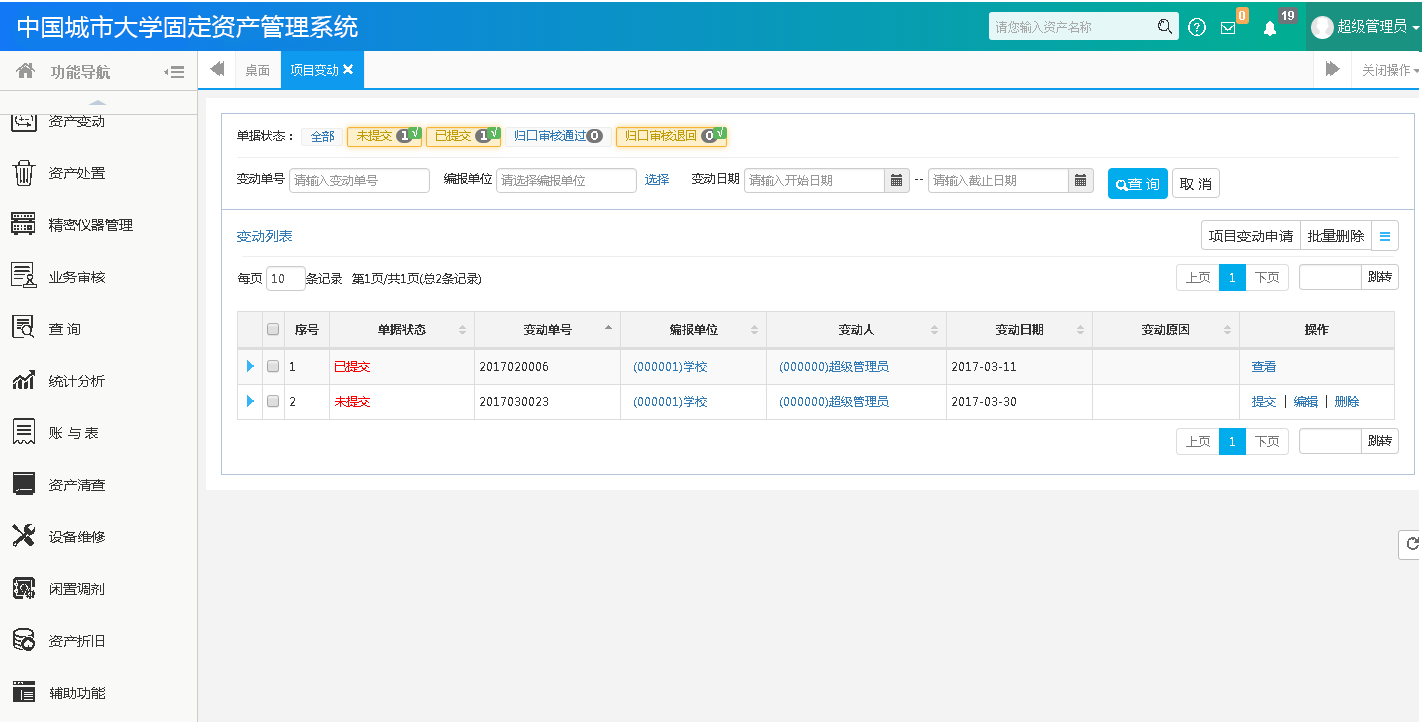 中国城市大学固定资产管理系统
请您输入资产名称
0
19
超级管理员
功能导航
桌面
项目变动
关闭操作
资产变动
资产处置
精密仪器管理
业务审核
查 询
统计分析
账 与 表
资产清查
设备维修
闲置调剂
资产折旧
辅助功能
单据状态： 全部 未提交 1 已提交 1 归口审核通过 0 归口审核退回 0
变动单号 请输入变动单号 编报单位 请选择编报单位 选择 变动日期 请输入开始日期 -- 请输入截止日期 查 询 取 消
变动列表 项目变动申请 批量删除
每页 10 条记录 第1页/共1页(总2条记录) 上页 1 下页 跳转
序号 单据状态 变动单号 编报单位 变动人 变动日期 变动原因 操作
1 已提交 2017020006 (000001)学校 (000001)超级管理员 2017-03-11 查看
2 未提交 2017030023 (000001)学校 (000001)超级管理员 2017-03-30 提交 | 编辑 | 删除
上页 1 下页 跳转